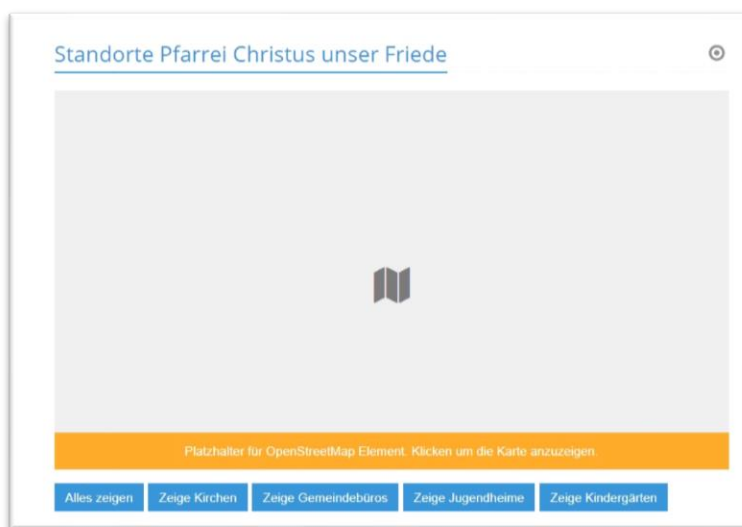 Standorte Pfarrei Christus unser Friede
Platzhalter für OpenStreetMap Element. Klicken um die Karte anzuzeigen.
Alles zeigen
Zeige Kirchen
Zeige Gemeindebüros
Zeige Jugendheime
Zeige Kindergärten